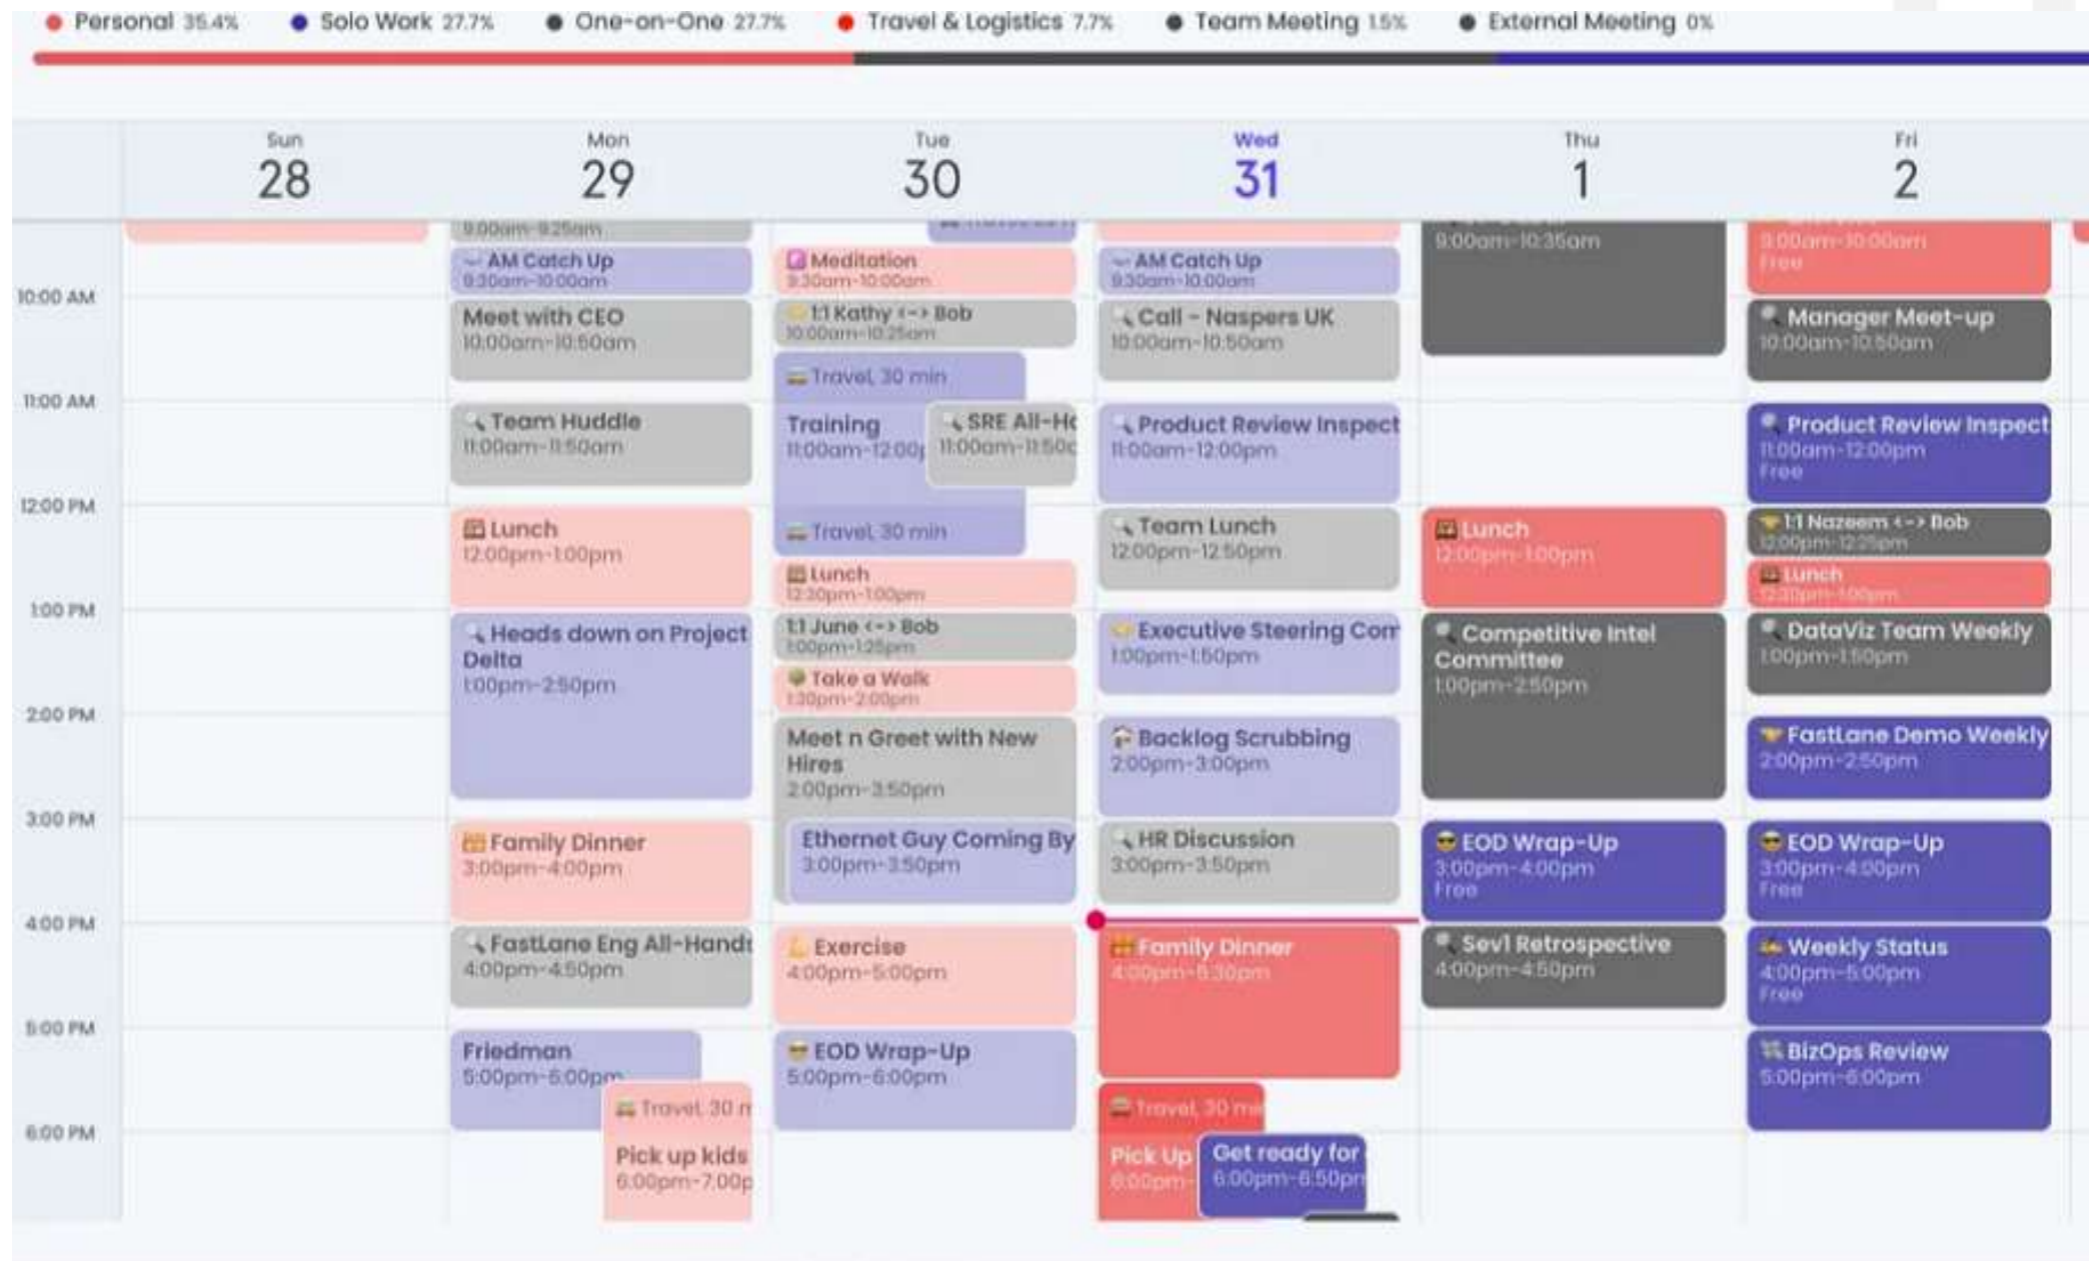 Personal 35.4%
Solo Work 27.7%
One-on-One 27.7%
Travel & Logistics 7.7%
Team Meeting 1.5%
External Meeting 0%
Sun
28
Mon
29
Tue
30
Wed
31
Thu
1
Fri
2
10:00 AM
11:00 AM
12:00 PM
1:00 PM
2:00 PM
3:00 PM
4:00 PM
5:00 PM
6:00 PM
9:00am-9:25am
AM Catch Up
9:30am-10:00am
Meet with CEO
10:00am-10:50am
Team Huddle
11:00am-11:50am
Lunch
12:00pm-1:00pm
Heads down on Project
Delta
1:00pm-2:50pm
Family Dinner
3:00pm-4:00pm
FastLane Eng All-Hands
4:00pm-4:50pm
Friedman
5:00pm-6:00pm
Travel, 30 m
Pick up kids
6:00pm-7:00p
Meditation
9:30am-10:00am
1:1 Kathy <-> Bob
10:00am-10:25am
Travel, 30 min
Training
11:00am-12:00p
SRE All-Ha
11:00am-11:50a
Travel, 30 min
Lunch
12:30pm-1:00pm
1:1 June <-> Bob
1:00pm-1:25pm
Take a Walk
1:30pm-2:00pm
Meet n Greet with New
Hires
2:00pm-3:50pm
Ethernet Guy Coming By
3:00pm-3:50pm
Exercise
4:00pm-5:00pm
EOD Wrap-Up
5:00pm-6:00pm
AM Catch Up
9:30am-10:00am
Call - Naspers UK
10:00am-10:50am
Product Review Inspect
11:00am-12:00pm
Team Lunch
12:00pm-12:50pm
Executive Steering Com
1:00pm-1:50pm
Backlog Scrubbing
2:00pm-3:00pm
HR Discussion
3:00pm-3:50pm
Family Dinner
4:00pm-5:30pm
Travel, 30 min
Pick Up
6:00pm-
Get ready for
6:00pm-6:50pm
9:00am-10:35am
Lunch
12:00pm-1:00pm
Competitive Intel
Committee
1:00pm-2:50pm
EOD Wrap-Up
3:00pm-4:00pm
Free
Sev1 Retrospective
4:00pm-4:50pm
9:00am-10:00am
Free
Manager Meet-up
10:00am-10:50am
Product Review Inspect
11:00am-12:00pm
Free
1:1 Nazeem <-> Bob
12:00pm-12:25pm
Lunch
12:30pm-1:00pm
DataViz Team Weekly
1:00pm-1:50pm
FastLane Demo Weekly
2:00pm-2:50pm
EOD Wrap-Up
3:00pm-4:00pm
Free
Weekly Status
4:00pm-5:00pm
Free
BizOps Review
5:00pm-6:00pm